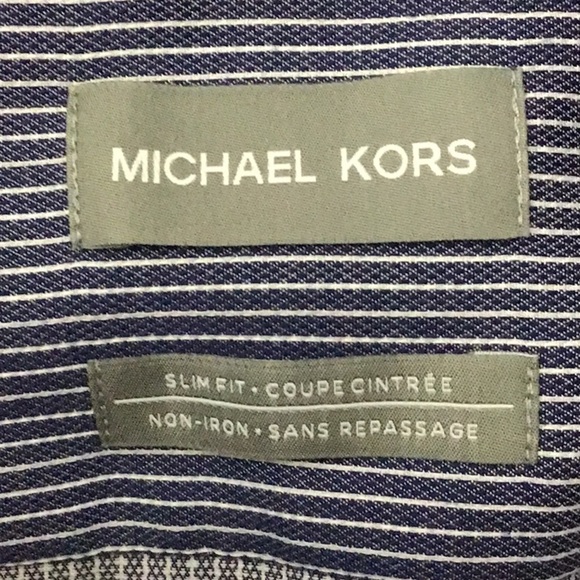 MICHAEL KORS
SLIM FIT • COUPE CINTRÉE
NON-IRON • SANS REPASSAGE